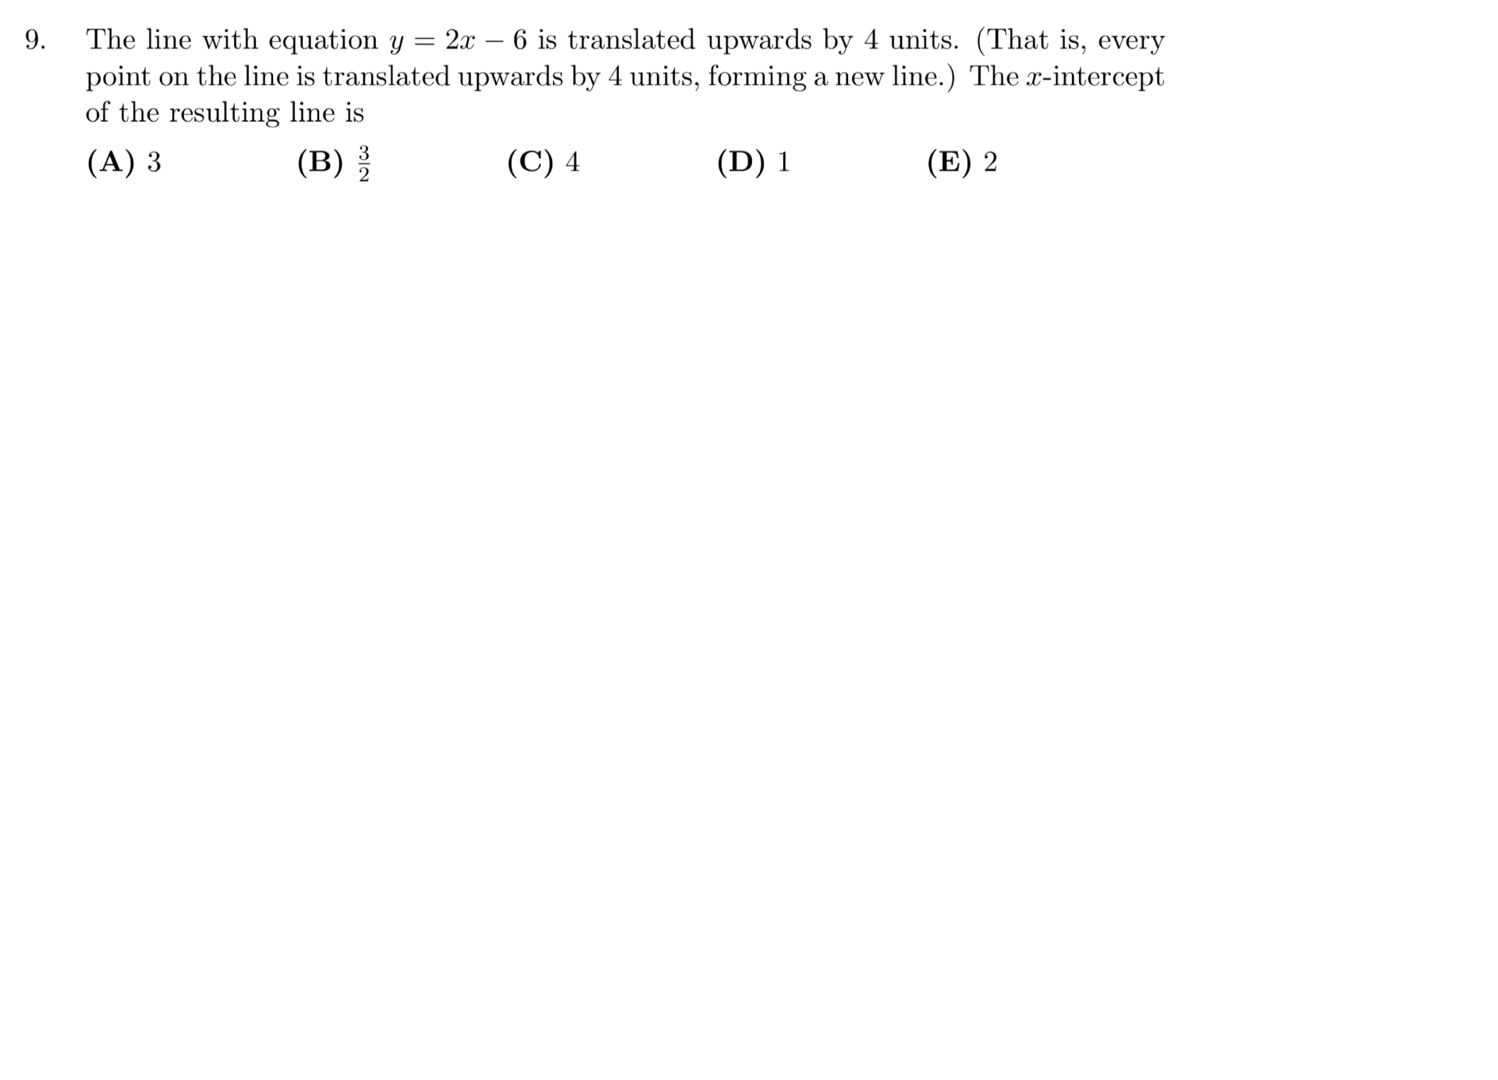 9. The line with equation y = 2x − 6 is translated upwards by 4 units. (That is, every
point on the line is translated upwards by 4 units, forming a new line.) The x-intercept
of the resulting line is
(A) 3 (B) 3/2 (C) 4 (D) 1 (E) 2